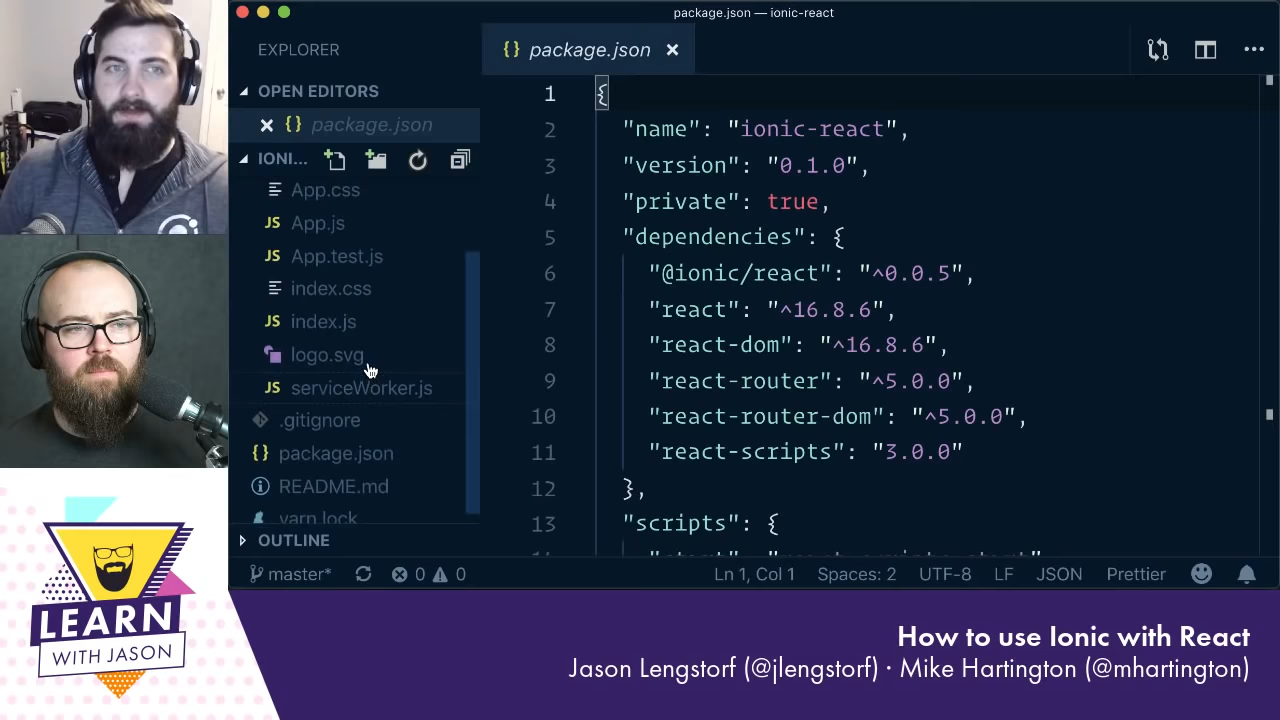 package.json — ionic-react
EXPLORER
OPEN EDITORS
{} package.json
IONI...
App.css
JS App.js
JS App.test.js
index.css
JS index.js
logo.svg
JS serviceWorker.js
.gitignore
{} package.json
README.md
yarn.lock
OUTLINE
{} package.json
1 {
2 "name": "ionic-react",
3 "version": "0.1.0",
4 "private": true,
5 "dependencies": {
6 "@ionic/react": "^0.0.5",
7 "react": "^16.8.6",
8 "react-dom": "^16.8.6",
9 "react-router": "^5.0.0",
10 "react-router-dom": "^5.0.0",
11 "react-scripts": "3.0.0"
12 },
13 "scripts": {
master* 0 0 Ln 1, Col 1 Spaces: 2 UTF-8 LF JSON Prettier
LEARN
WITH JASON
How to use Ionic with React
Jason Lengstorf (@jlengstorf) · Mike Hartington (@mhartington)